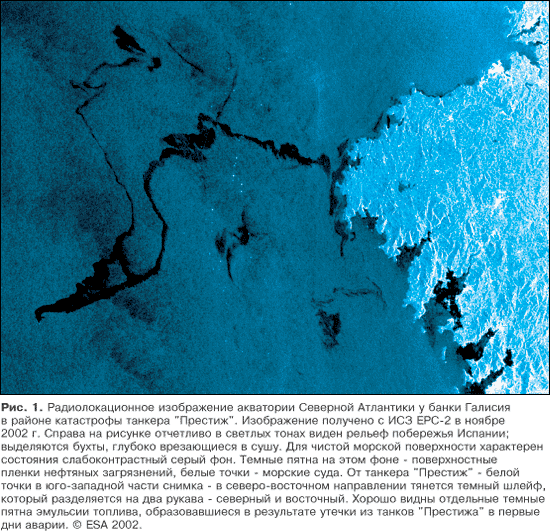 Рис. 1. Радиолокационное изображение акватории Северной Атлантики у банки Галисия
в районе катастрофы танкера "Престиж". Изображение получено с ИСЗ ЕРС-2 в ноябре
2002 г. Справа на рисунке отчетливо в светлых тонах виден рельеф побережья Испании;
выделяются бухты, глубоко врезающиеся в сушу. Для чистой морской поверхности характерен
состояния слабоконтрастный серый фон. Темные пятна на этом фоне - поверхностные
пленки нефтяных загрязнений, белые точки - морские суда. От танкера "Престиж" - белой
точки в юго-западной части снимка - в северо-восточном направлении тянется темный шлейф,
который разделяется на два рукава - северный и восточный. Хорошо видны отдельные темные
пятна эмульсии топлива, образовавшиеся в результате утечки из танков "Престижа" в первые
дни аварии. © ESA 2002.